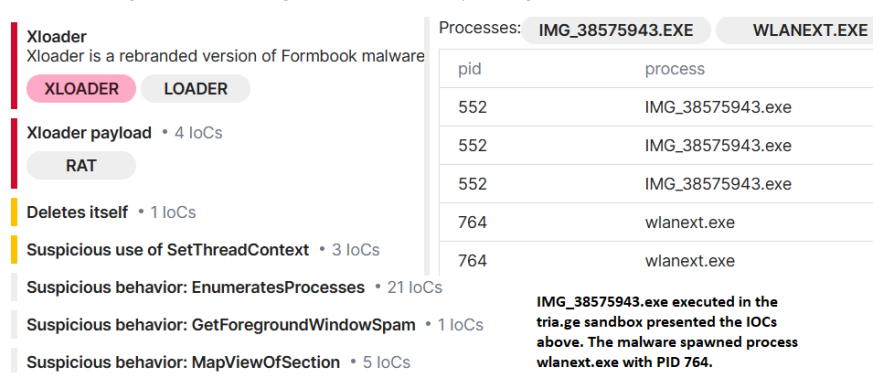 Xloader
Xloader is a rebranded version of Formbook malware
XLOADER LOADER
Xloader payload • 4 IoCs
RAT
Deletes itself • 1 IoCs
Suspicious use of SetThreadContext • 3 IoCs
Suspicious behavior: EnumeratesProcesses • 21 IoCs
Suspicious behavior: GetForegroundWindowSpam • 1 IoCs
Suspicious behavior: MapViewOfSection • 5 IoCs
Processes: IMG_38575943.EXE WLANEXT.EXE
pid process
552 IMG_38575943.exe
552 IMG_38575943.exe
552 IMG_38575943.exe
764 wlanext.exe
764 wlanext.exe
IMG_38575943.exe executed in the
tria.ge sandbox presented the IOCs
above. The malware spawned process
wlanext.exe with PID 764.